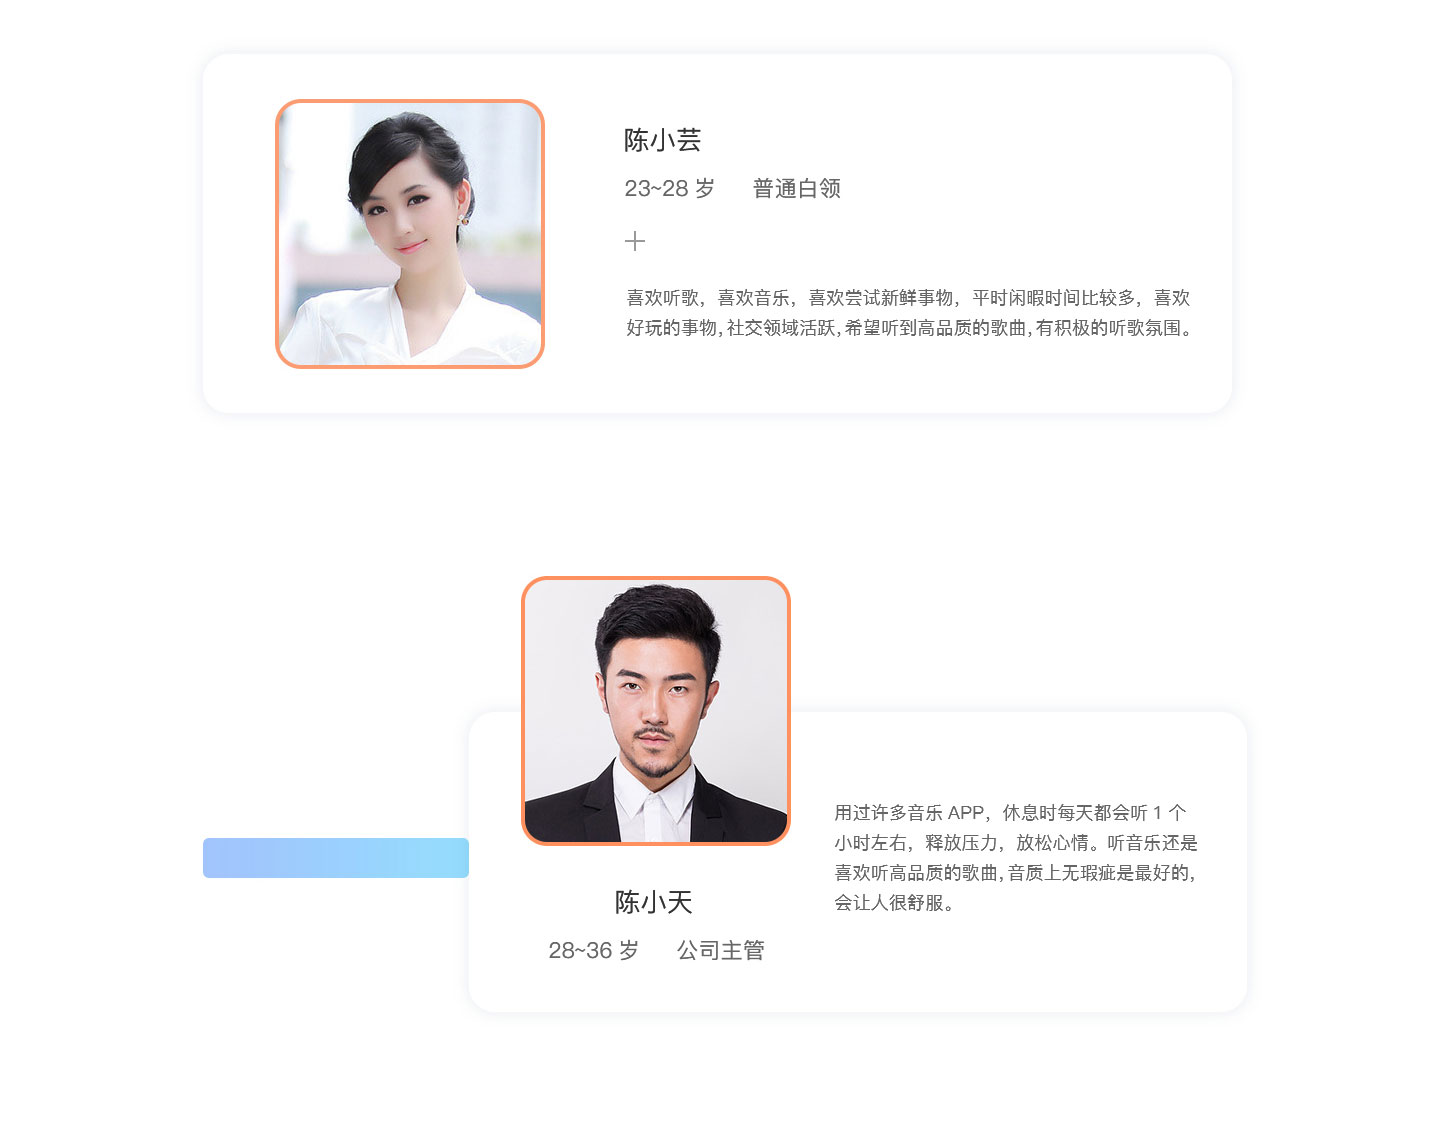 陈小芸
23~28 岁 普通白领
喜欢听歌，喜欢音乐，喜欢尝试新鲜事物，平时闲暇时间比较多，喜欢
好玩的事物,社交领域活跃,希望听到高品质的歌曲,有积极的听歌氛围。
用过许多音乐 APP，休息时每天都会听 1 个
小时左右，释放压力，放松心情。听音乐还是
喜欢听高品质的歌曲,音质上无瑕疵是最好的,
会让人很舒服。
陈小天
28~36 岁 公司主管